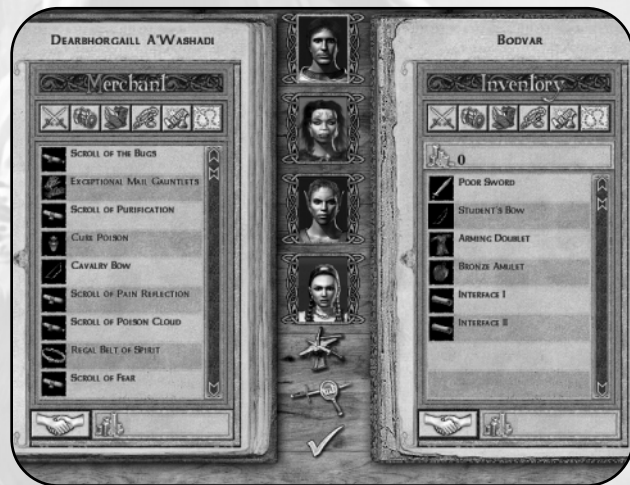 Dearbhorgaill A'Washadi
Merchant
Scroll of the Bugs
Exceptional Mail Gauntlets
Scroll of Purification
Cure Poison
Cavalry Bow
Scroll of Pain Reflection
Scroll of Poison Cloud
Regal Belt of Spirit
Scroll of Fear
Bodvar
Inventory
0
Poor Sword
Student's Bow
Arming Doublet
Bronze Amulet
Interface I
Interface II